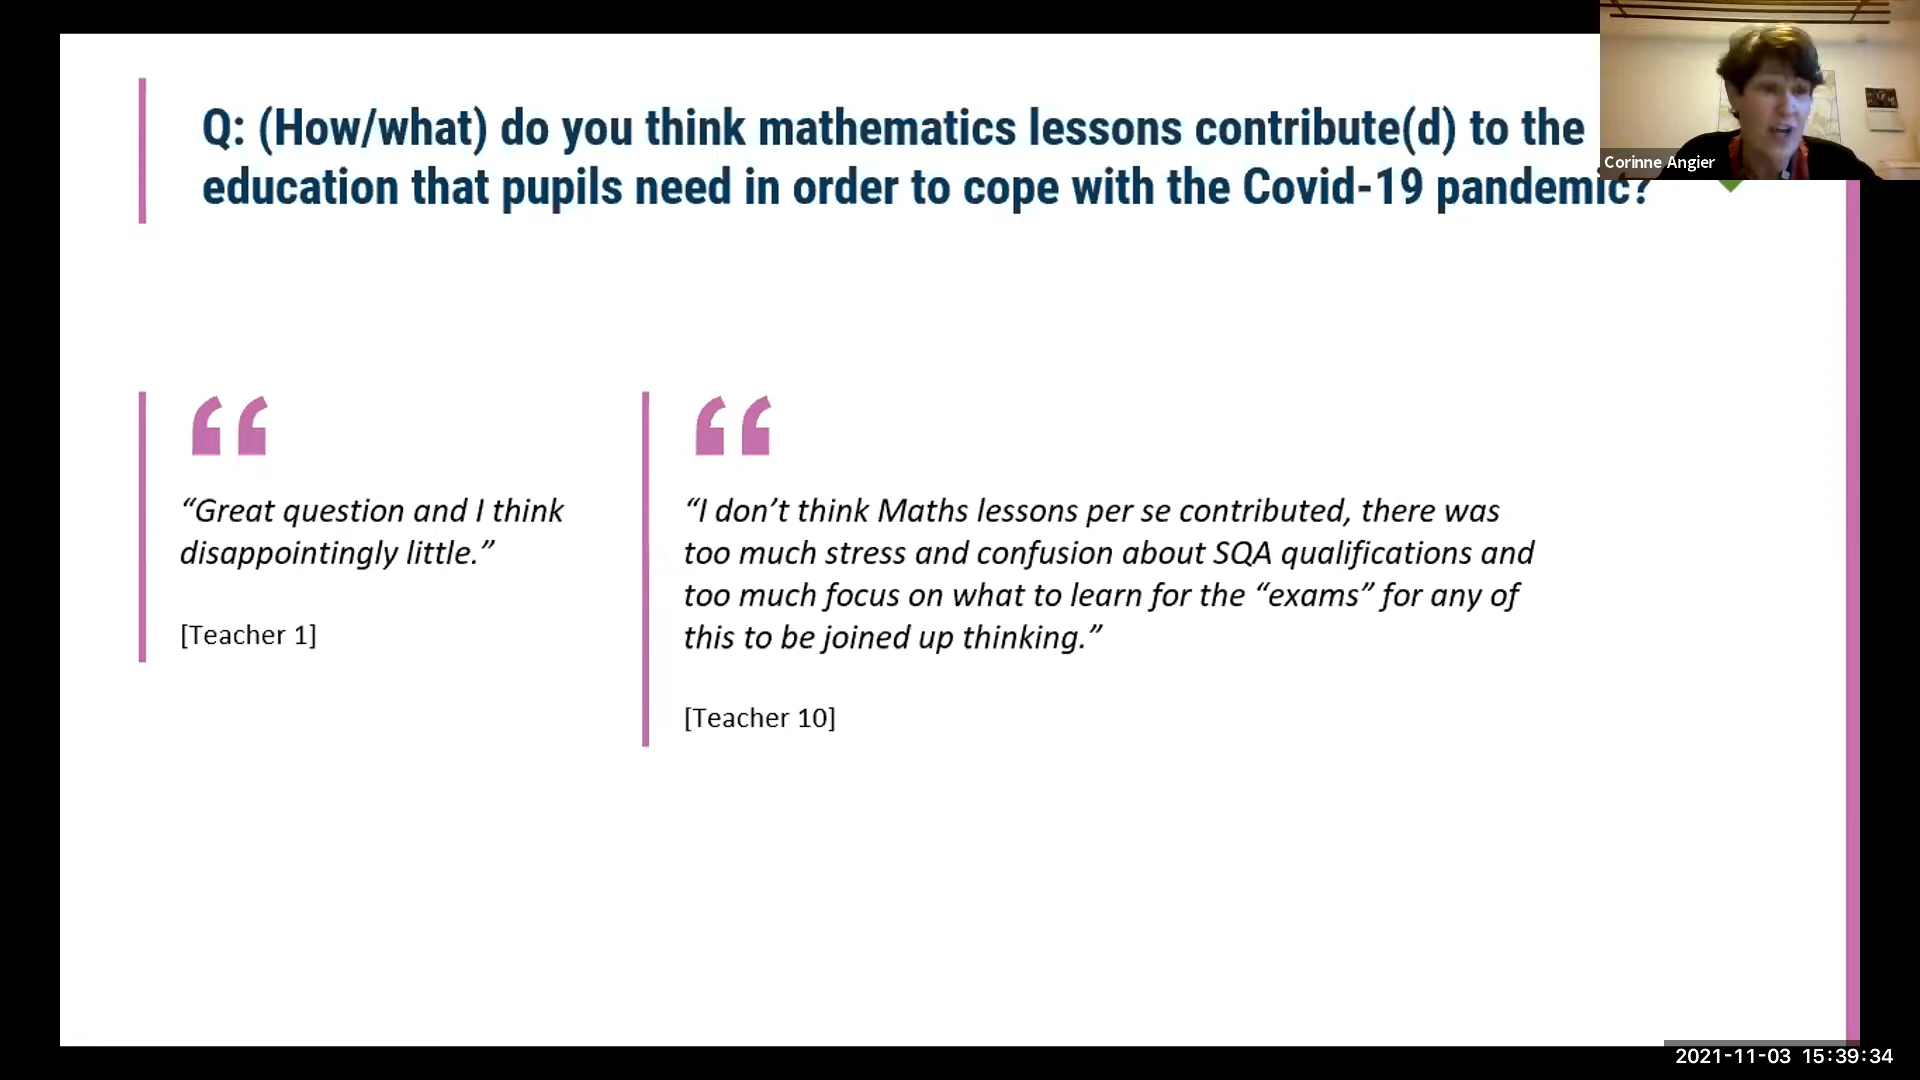 Q: (How/what) do you think mathematics lessons contribute(d) to the
education that pupils need in order to cope with the Covid-19 pandemic?
Corinne Angier
“Great question and I think
disappointingly little.”
[Teacher 1]
“I don’t think Maths lessons per se contributed, there was
too much stress and confusion about SQA qualifications and
too much focus on what to learn for the “exams” for any of
this to be joined up thinking.”
[Teacher 10]
2021-11-03 15:39:34